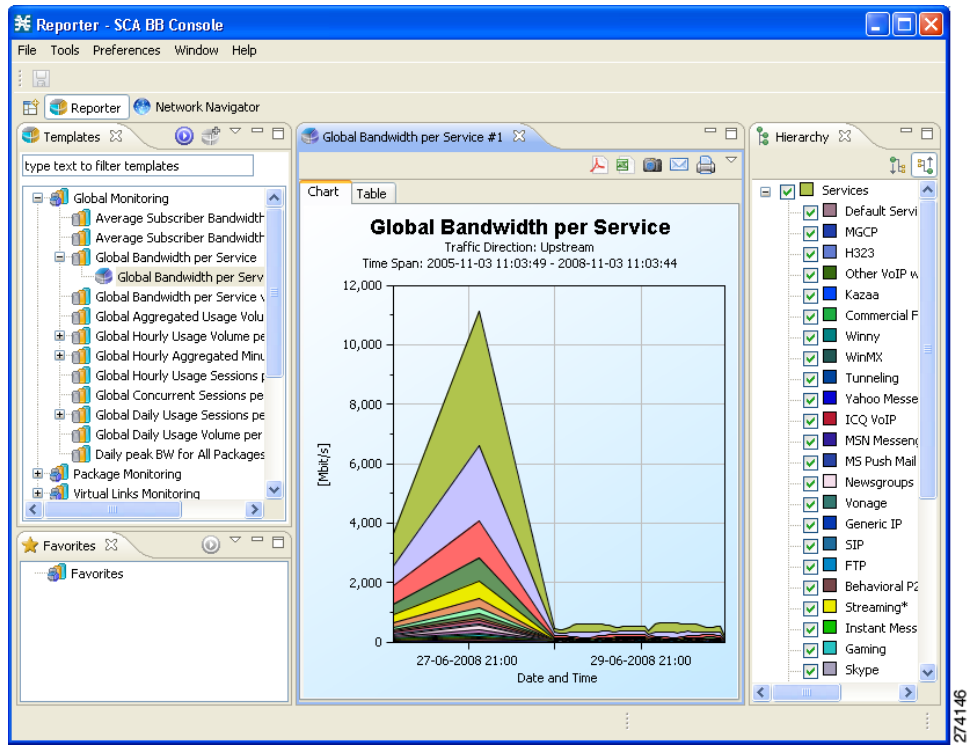 Reporter - SCA BB Console
File Tools Preferences Window Help
Reporter Network Navigator
Templates
type text to filter templates
Global Monitoring
Average Subscriber Bandwidth
Average Subscriber Bandwidth
Global Bandwidth per Service
Global Bandwidth per Serv
Global Bandwidth per Service v
Global Aggregated Usage Volu
Global Hourly Usage Volume pe
Global Hourly Aggregated Minu
Global Hourly Usage Sessions p
Global Concurrent Sessions pe
Global Daily Usage Sessions pe
Global Daily Usage Volume per
Daily peak BW for All Packages
Package Monitoring
Virtual Links Monitoring
Favorites
Favorites
Global Bandwidth per Service #1
Chart Table
Global Bandwidth per Service
Traffic Direction: Upstream
Time Span: 2005-11-03 11:03:49 - 2008-11-03 11:03:44
12,000
10,000
8,000
6,000
4,000
2,000
0
[Mbit/s]
27-06-2008 21:00 29-06-2008 21:00
Date and Time
Hierarchy
Services
Default Servi
MGCP
H323
Other VoIP w
Kazaa
Commercial F
Winny
WinMX
Tunneling
Yahoo Messe
ICQ VoIP
MSN Messeng
MS Push Mail
Newsgroups
Vonage
Generic IP
SIP
FTP
Behavioral P2
Streaming*
Instant Mess
Gaming
Skype
274146